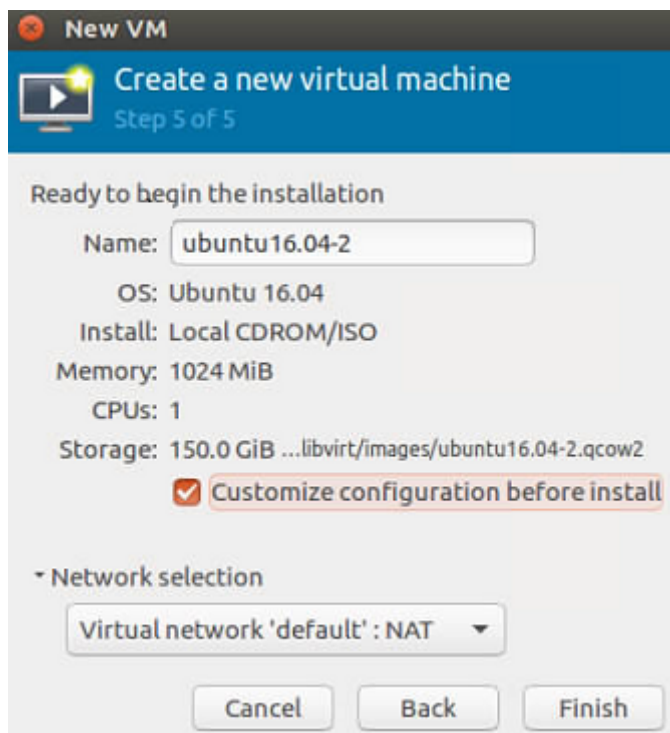 New VM
Create a new virtual machine
Step 5 of 5
Ready to begin the installation
Name: ubuntu16.04-2
OS: Ubuntu 16.04
Install: Local CDROM/ISO
Memory: 1024 MiB
CPUs: 1
Storage: 150.0 GiB ...libvirt/images/ubuntu16.04-2.qcow2
Customize configuration before install
Network selection
Virtual network 'default' : NAT
Cancel Back Finish